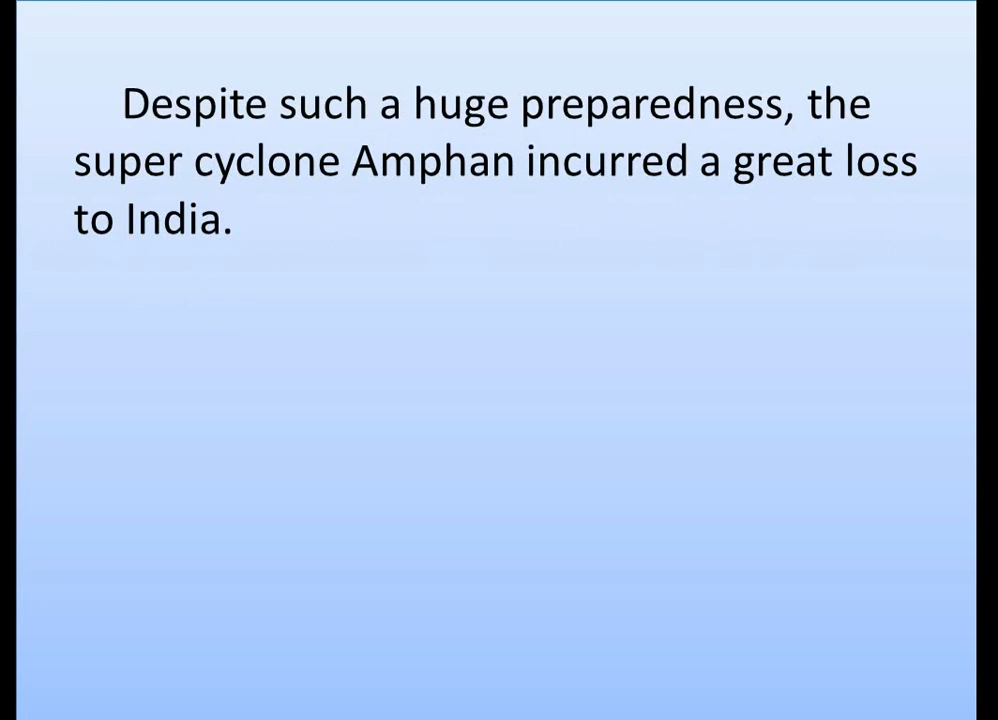 Despite such a huge preparedness, the
super cyclone Amphan incurred a great loss
to India.